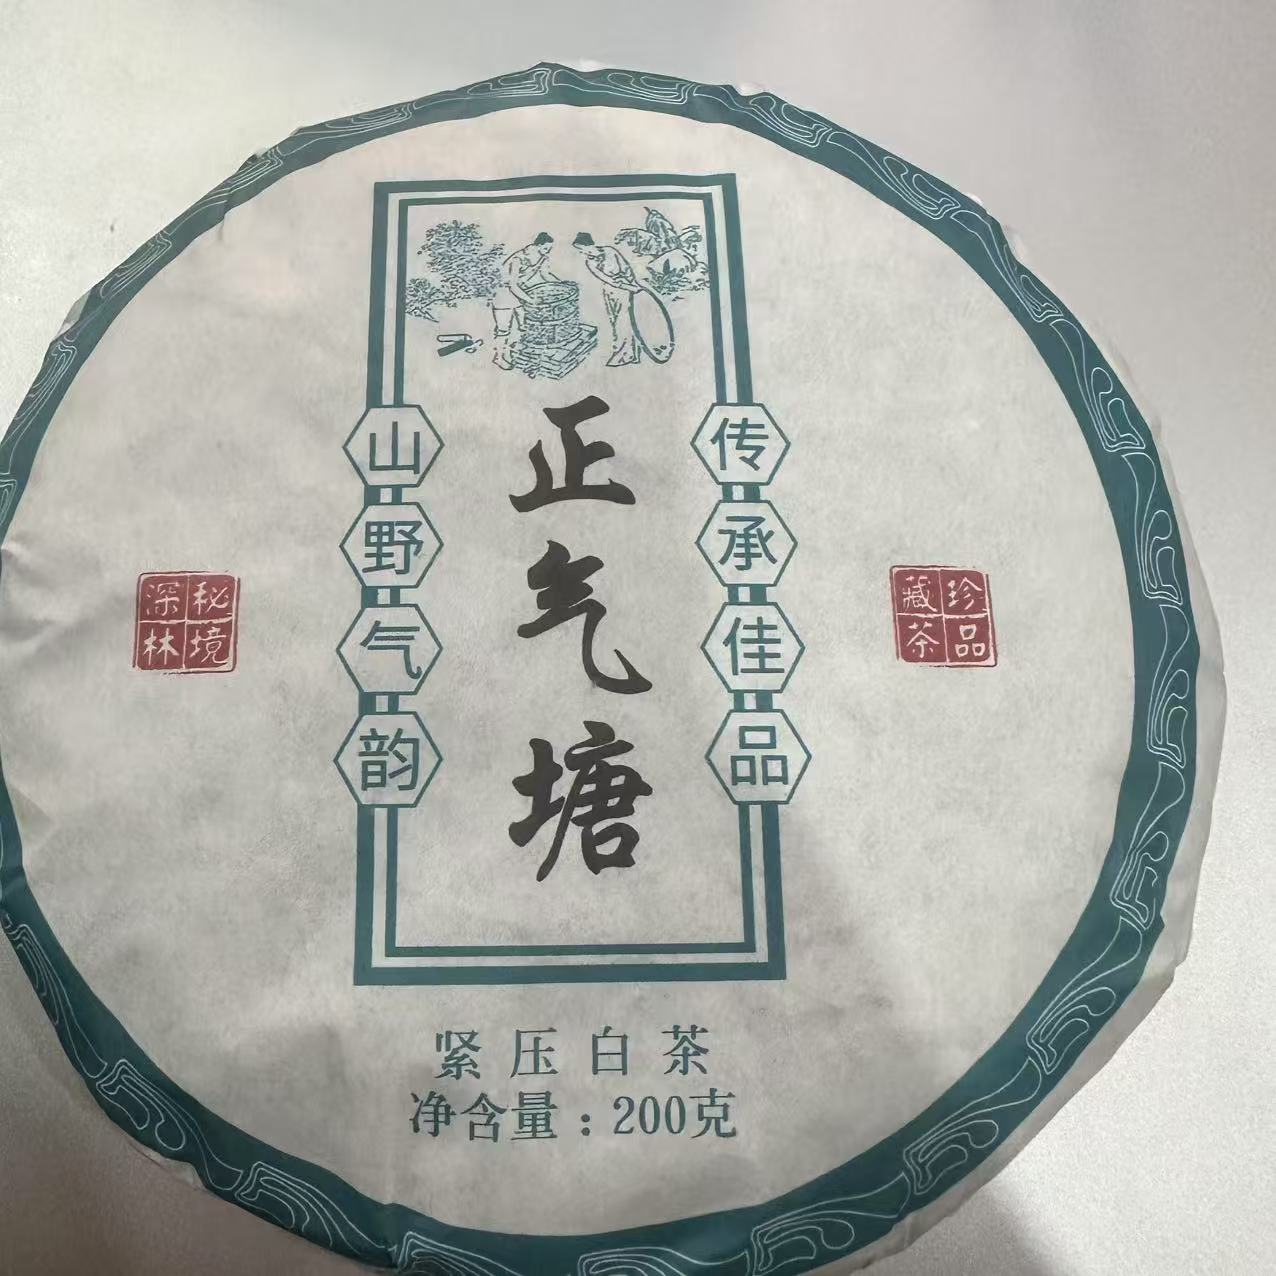 正气塘
传承佳品
山野气韵
珍品
藏茶
秘境
深林
紧压白茶
净含量：200克